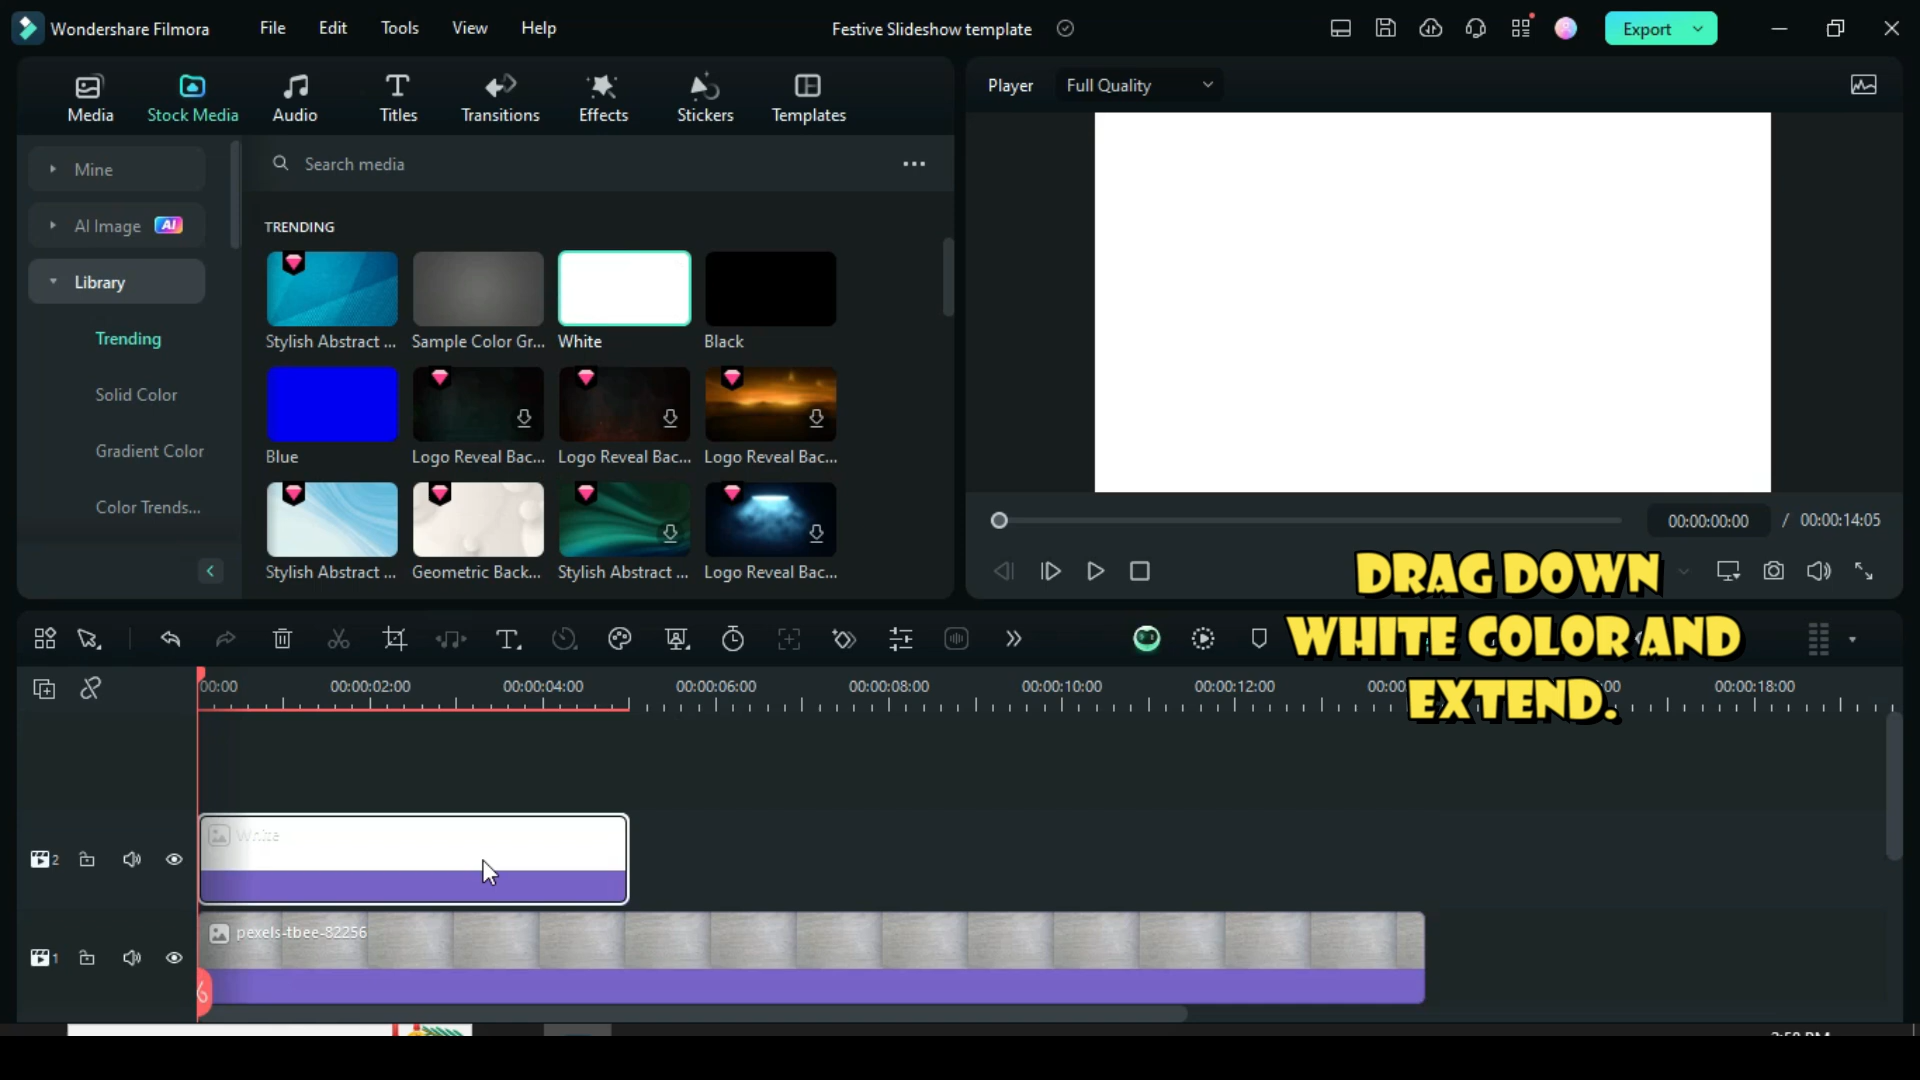 Wondershare Filmora
File
Edit
Tools
View
Help
Festive Slideshow template
Export
Media
Stock Media
Audio
Titles
Transitions
Effects
Stickers
Templates
Player
Full Quality
Mine
AI Image
AI
Library
Trending
Solid Color
Gradient Color
Color Trends...
Search media
TRENDING
Stylish Abstract ...
Sample Color Gr...
White
Black
Blue
Logo Reveal Bac...
Logo Reveal Bac...
Logo Reveal Bac...
Stylish Abstract ...
Geometric Back...
Stylish Abstract ...
Logo Reveal Bac...
00:00:00:00
/ 00:00:14:05
DRAG DOWN
WHITE COLOR AND
EXTEND.
00:00
00:00:02:00
00:00:04:00
00:00:06:00
00:00:08:00
00:00:10:00
00:00:12:00
00:00:18:00
White
2
pexels-tbee-82256
1